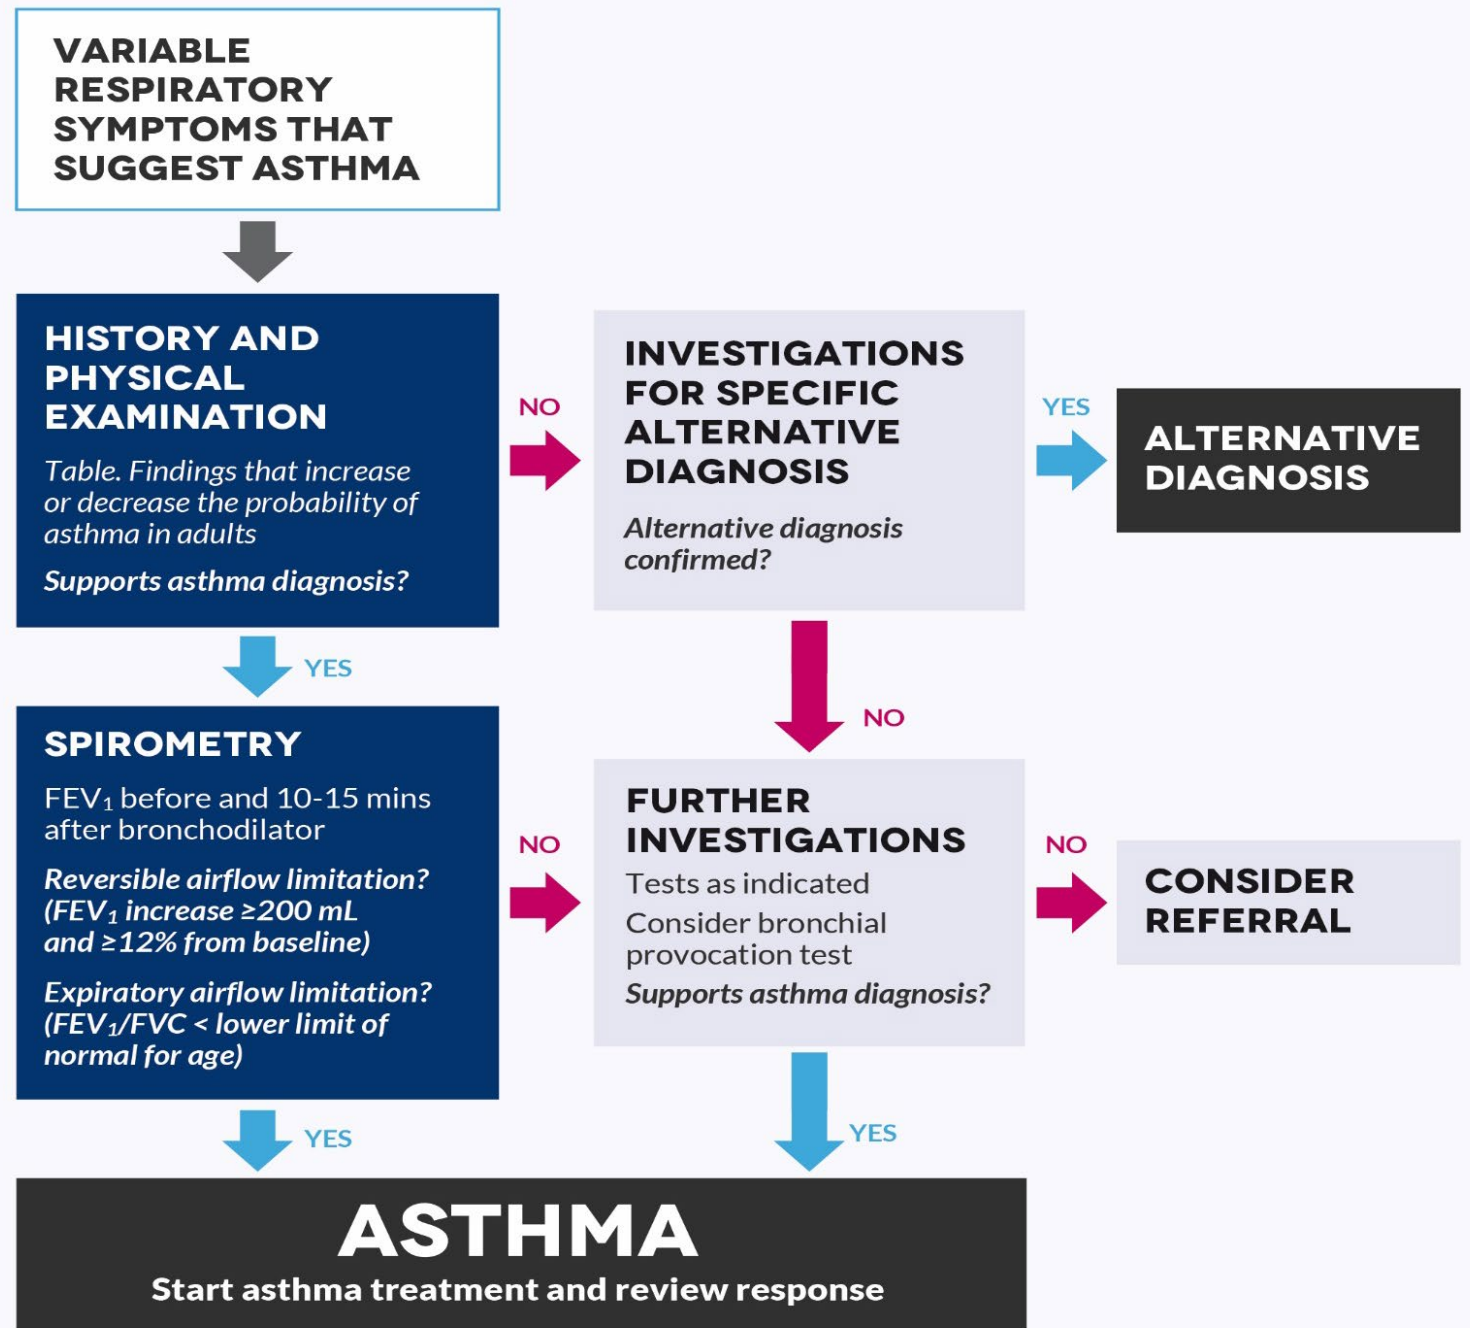 VARIABLE
RESPIRATORY
SYMPTOMS THAT
SUGGEST ASTHMA
HISTORY AND
PHYSICAL
EXAMINATION
Table. Findings that increase
or decrease the probability of
asthma in adults
Supports asthma diagnosis?
NO
INVESTIGATIONS
FOR SPECIFIC
ALTERNATIVE
DIAGNOSIS
Alternative diagnosis
confirmed?
YES
ALTERNATIVE
DIAGNOSIS
YES
NO
SPIROMETRY
FEV₁ before and 10-15 mins
after bronchodilator
Reversible airflow limitation?
(FEV₁ increase ≥200 mL
and ≥12% from baseline)
Expiratory airflow limitation?
(FEV₁/FVC < lower limit of
normal for age)
NO
FURTHER
INVESTIGATIONS
Tests as indicated
Consider bronchial
provocation test
Supports asthma diagnosis?
NO
CONSIDER
REFERRAL
YES
YES
ASTHMA
Start asthma treatment and review response